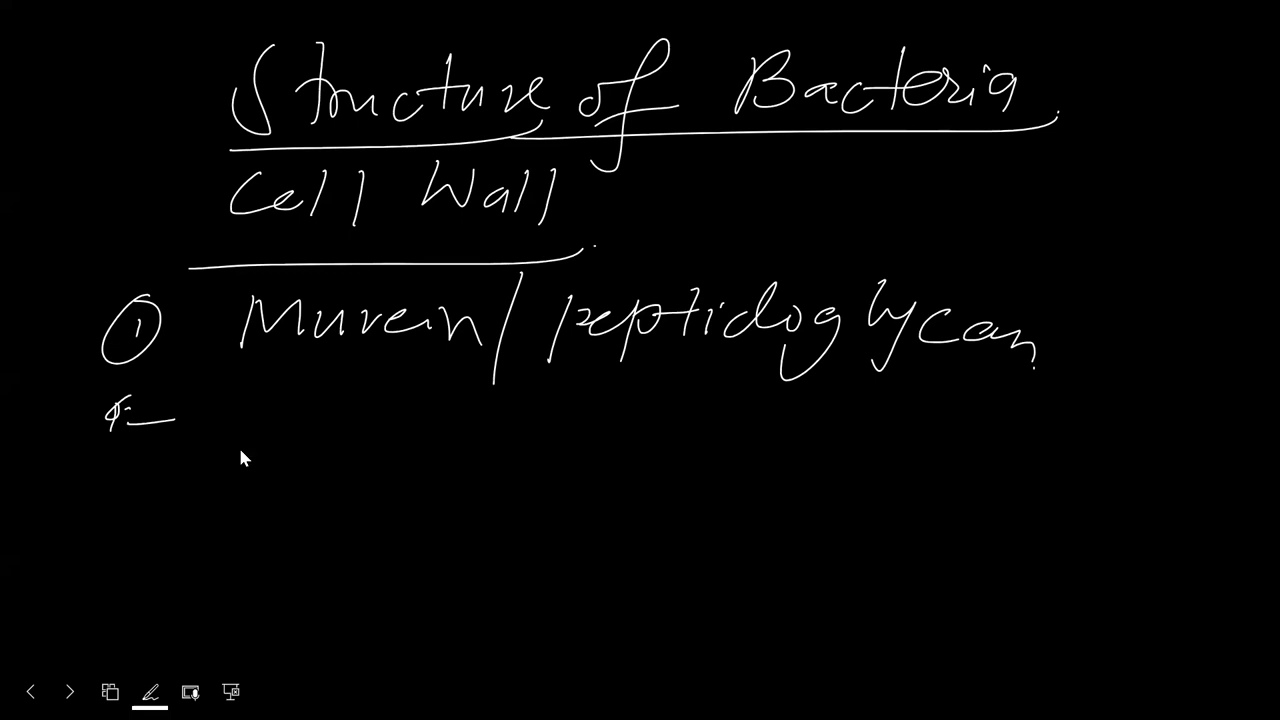 Structure of Bacteria
Cell Wall
① Murein/peptidoglycan